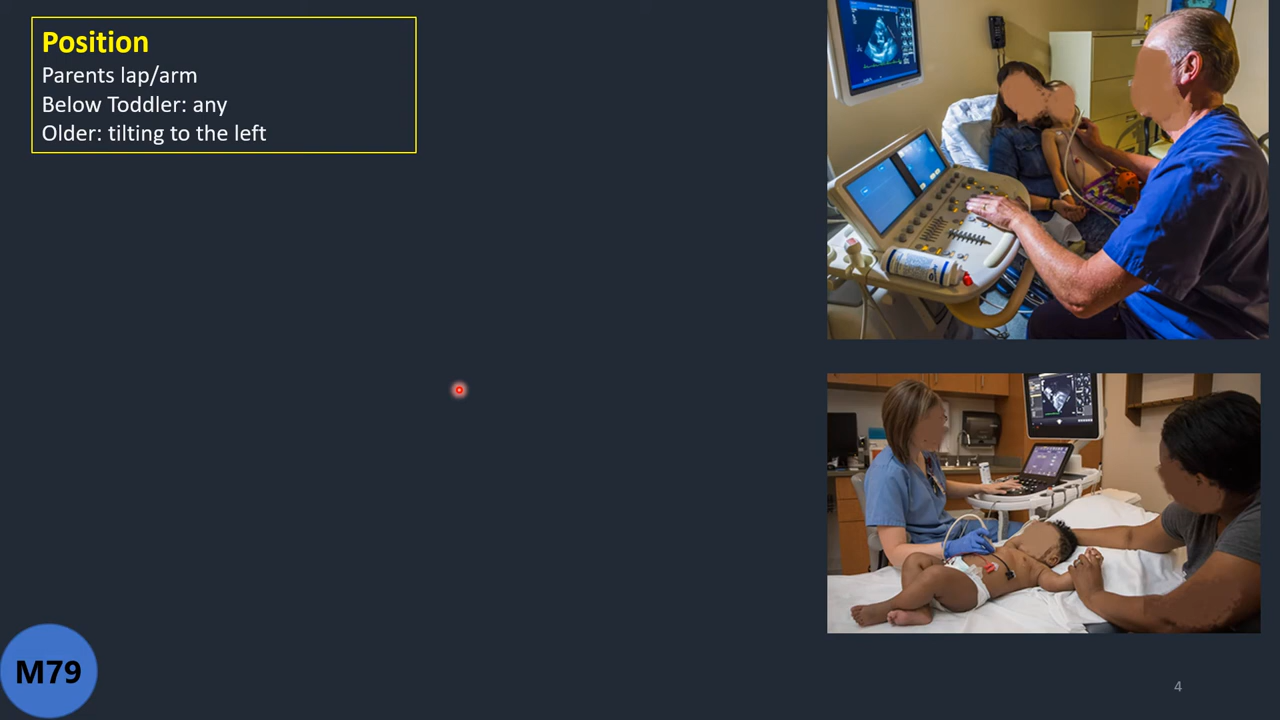 Position
Parents lap/arm
Below Toddler: any
Older: tilting to the left
M79
4